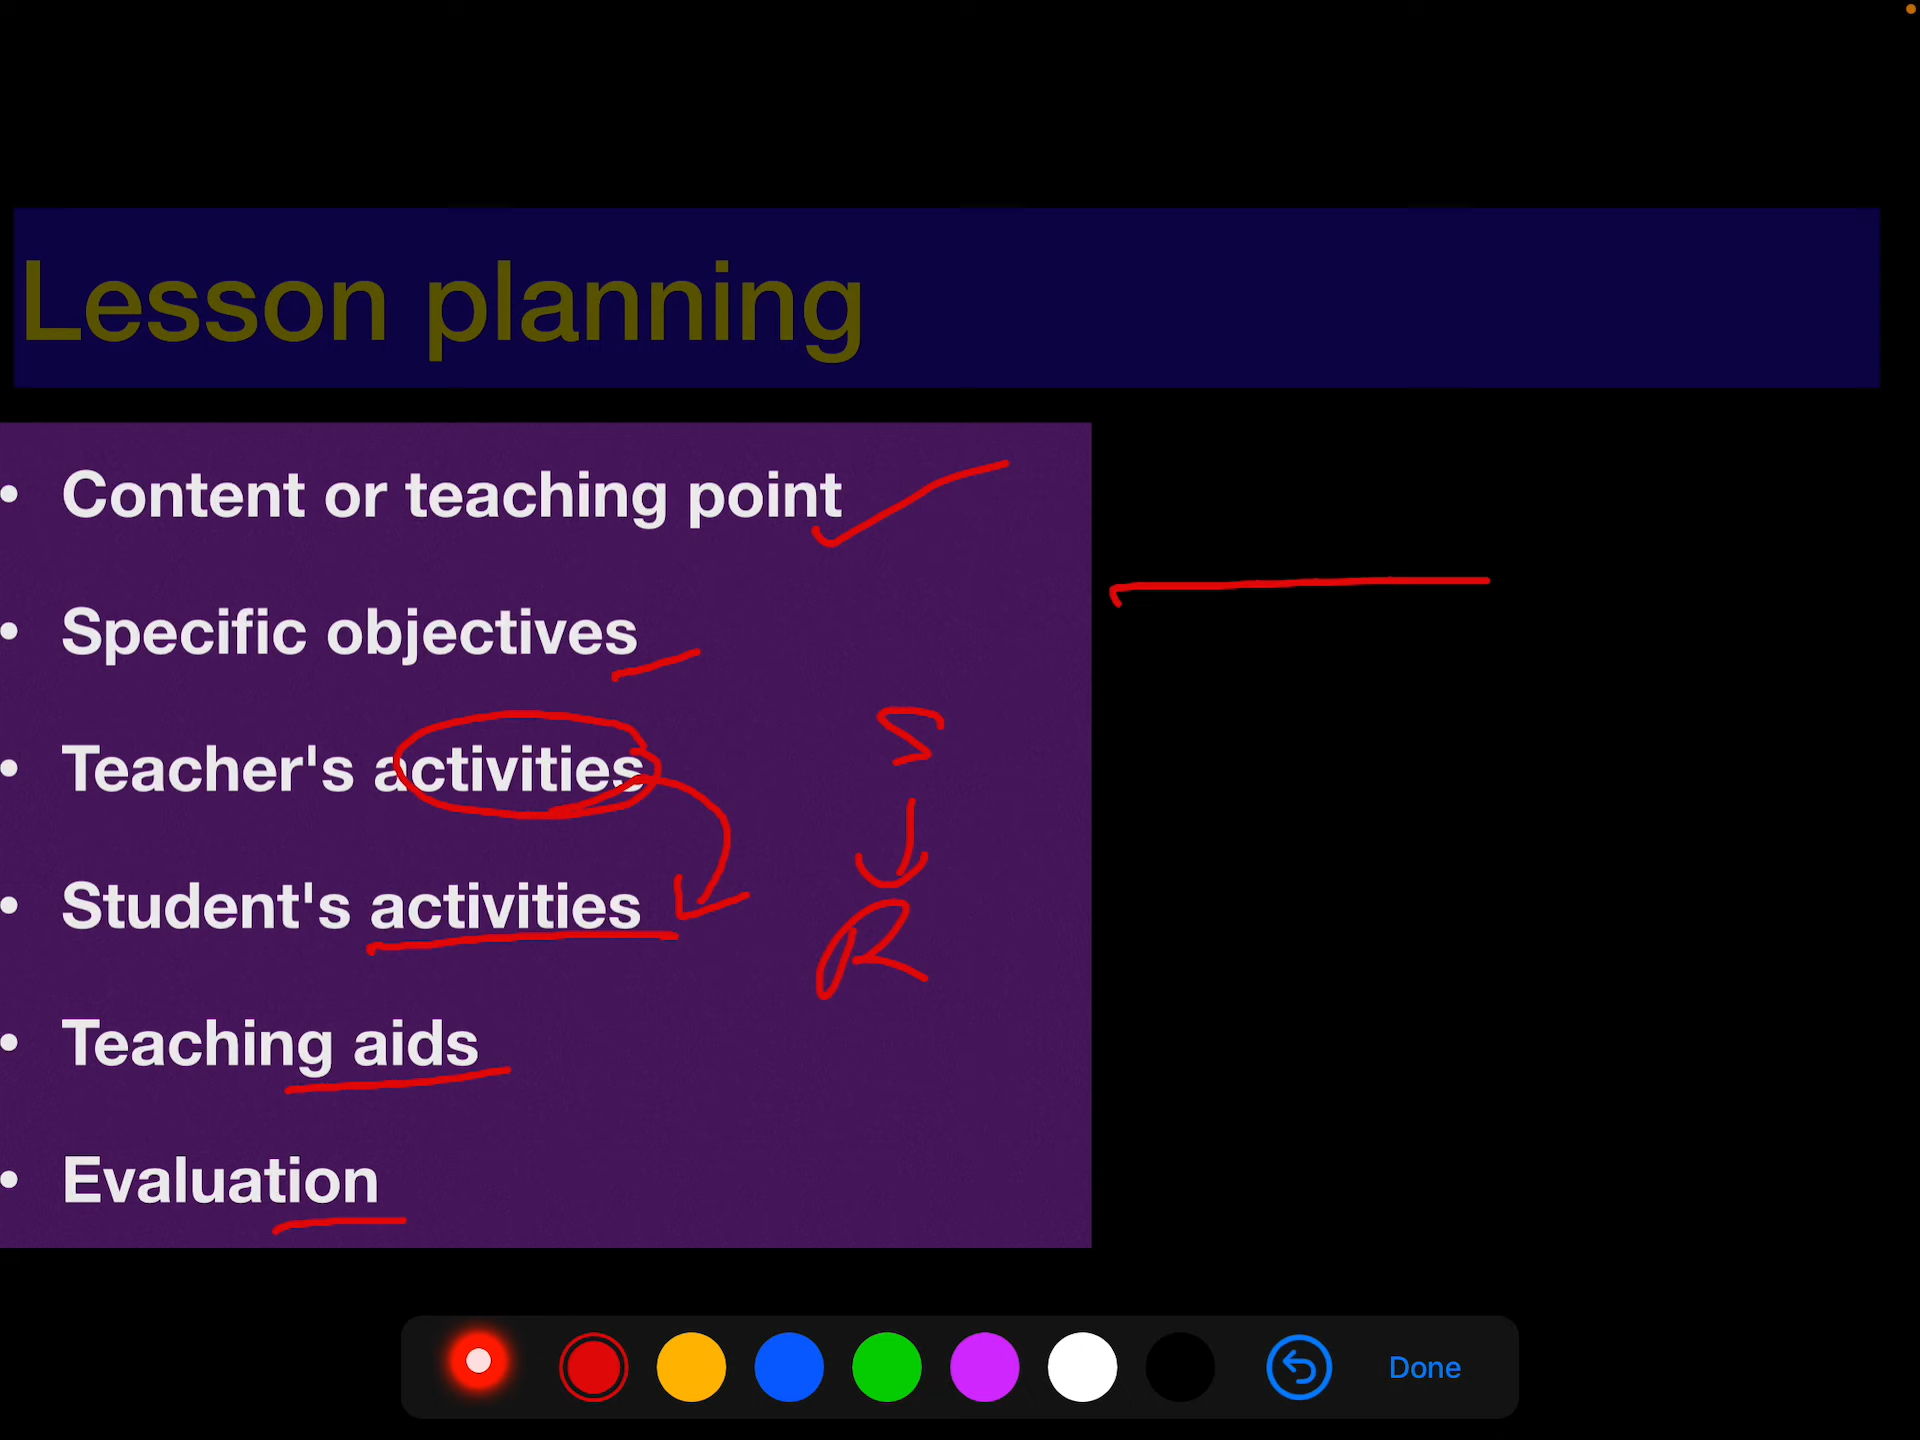 Lesson planning
• Content or teaching point
• Specific objectives
• Teacher's activities
S
• Student's activities
R
• Teaching aids
• Evaluation
Done